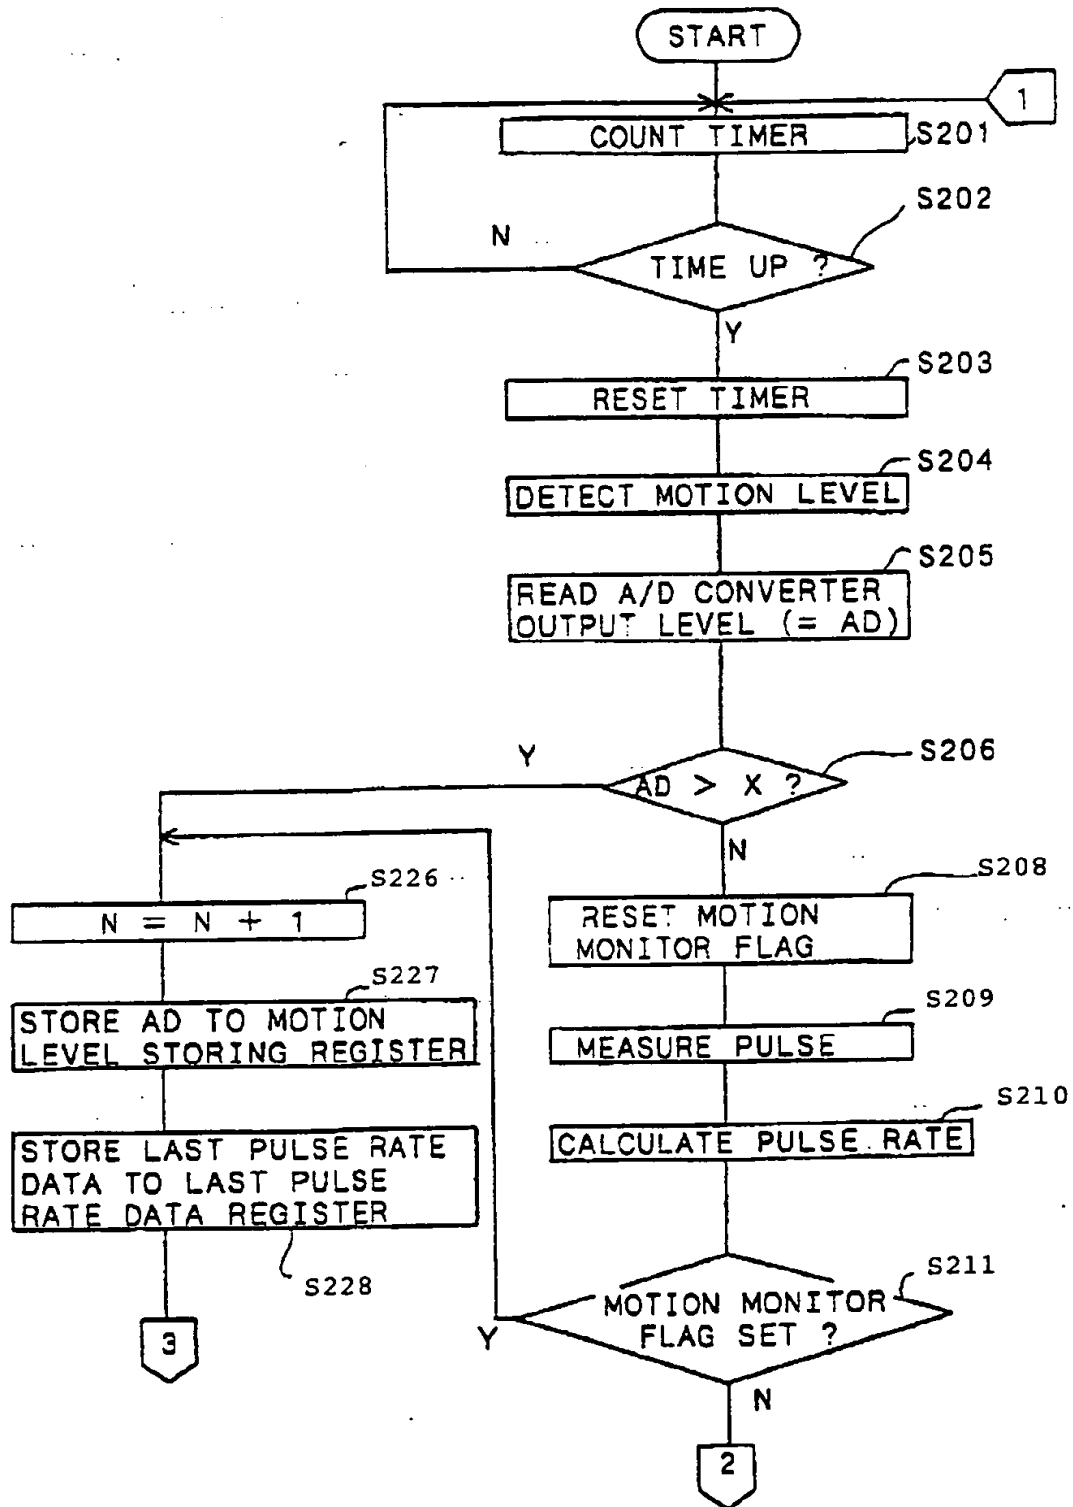 START
1
COUNT TIMER
S201
S202
N
TIME UP ?
Y
S203
RESET TIMER
S204
DETECT MOTION LEVEL
S205
READ A/D CONVERTER
OUTPUT LEVEL (= AD)
Y
S206
AD > X ?
N
S226
N = N + 1
S227
STORE AD TO MOTION
LEVEL STORING REGISTER
STORE LAST PULSE RATE
DATA TO LAST PULSE
RATE DATA REGISTER
S228
3
S208
RESET MOTION
MONITOR FLAG
S209
MEASURE PULSE
S210
CALCULATE PULSE RATE
S211
MOTION MONITOR
FLAG SET ?
Y
N
2